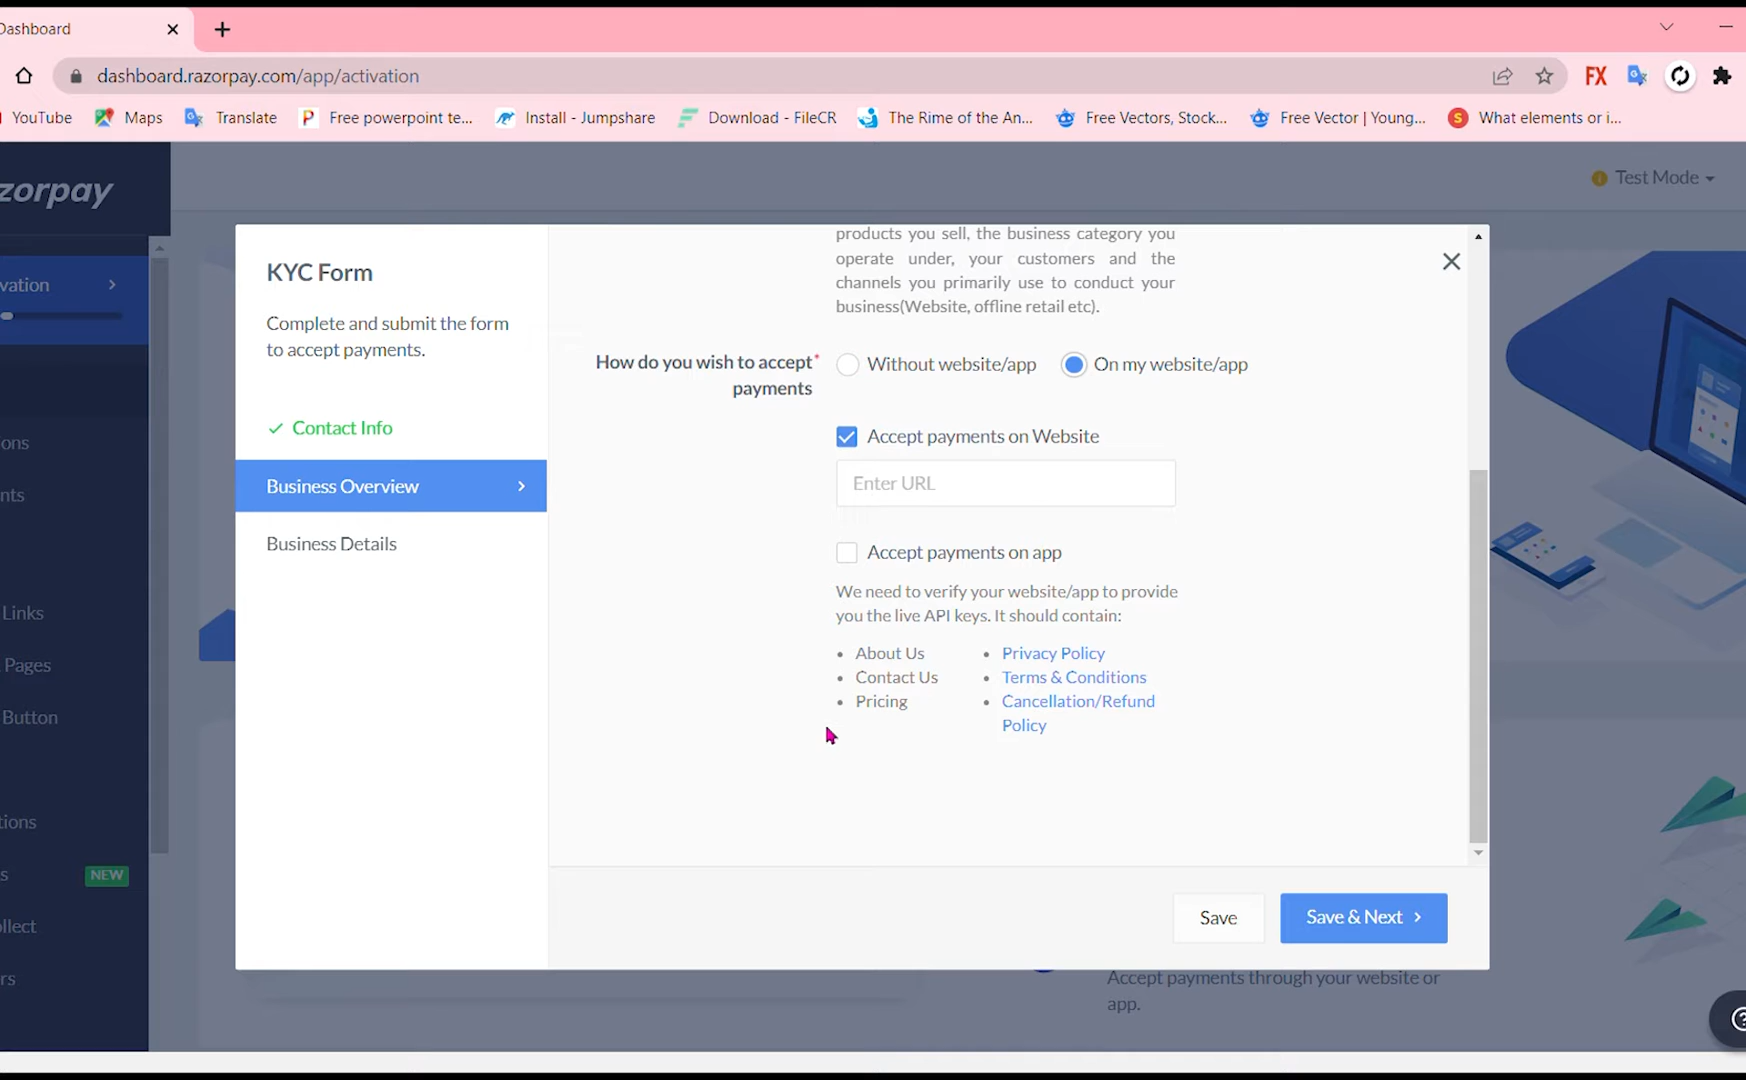 Dashboard
dashboard.razorpay.com/app/activation
FX
YouTube
Maps
Translate
Free powerpoint te...
Install - Jumpshare
Download - FileCR
The Rime of the An...
Free Vectors, Stock...
Free Vector | Young...
S
What elements or i...
zorpay
Test Mode
vation
ons
nts
Links
Pages
Button
tions
s
NEW
llect
rs
KYC Form
Complete and submit the form
to accept payments.
Contact Info
Business Overview
Business Details
products you sell, the business category you
operate under, your customers and the
channels you primarily use to conduct your
business(Website, offline retail etc).
How do you wish to accept*
payments
Without website/app
On my website/app
Accept payments on Website
Enter URL
Accept payments on app
We need to verify your website/app to provide
you the live API keys. It should contain:
• About Us
• Contact Us
• Pricing
• Privacy Policy
• Terms & Conditions
• Cancellation/Refund
Policy
Save
Save & Next
Accept payments through your website or
app.